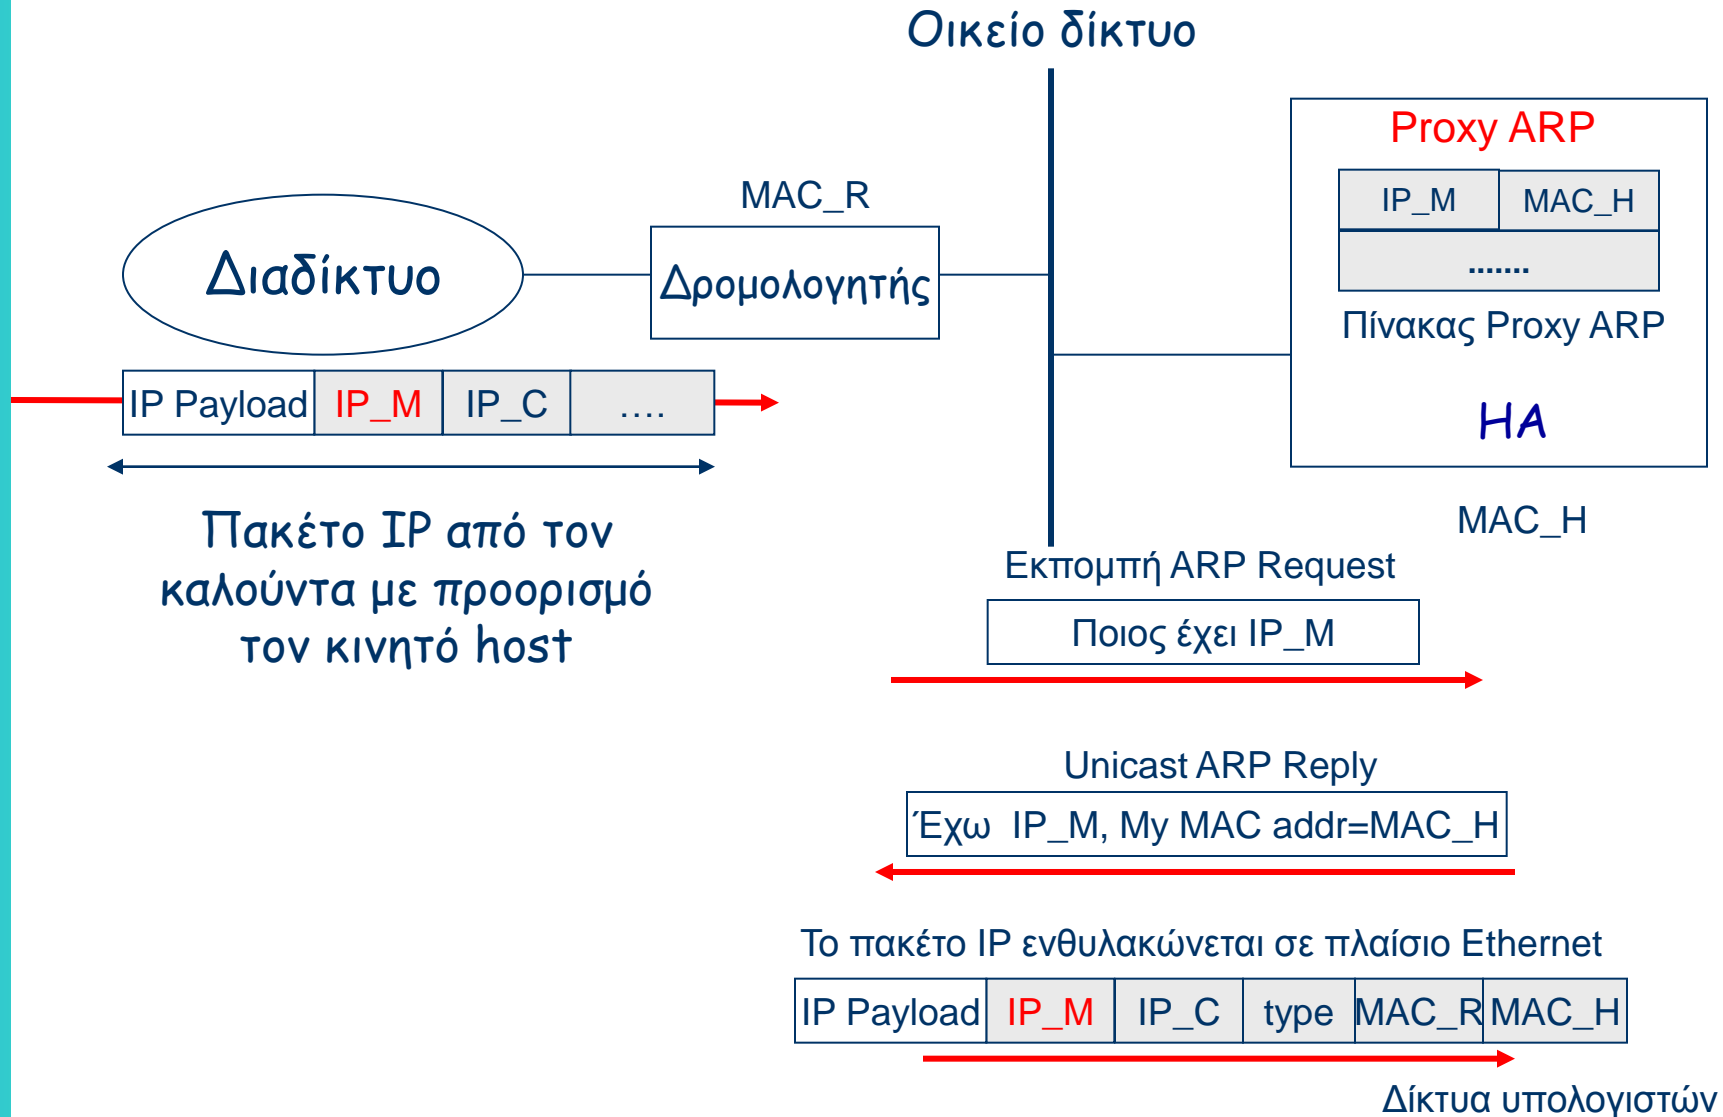 Οικείο δίκτυο
Proxy ARP
IP_M MAC_H
.......
Πίνακας Proxy ARP
HA
MAC_H
MAC_R
Διαδίκτυο
Δρομολογητής
IP Payload IP_M IP_C ....
Πακέτο IP από τον
καλούντα με προορισμό
τον κινητό host
Εκπομπή ARP Request
Ποιος έχει IP_M
Unicast ARP Reply
Έχω IP_M, My MAC addr=MAC_H
Το πακέτο IP ενθυλακώνεται σε πλαίσιο Ethernet
IP Payload IP_M IP_C type MAC_R MAC_H
Δίκτυα υπολογιστών